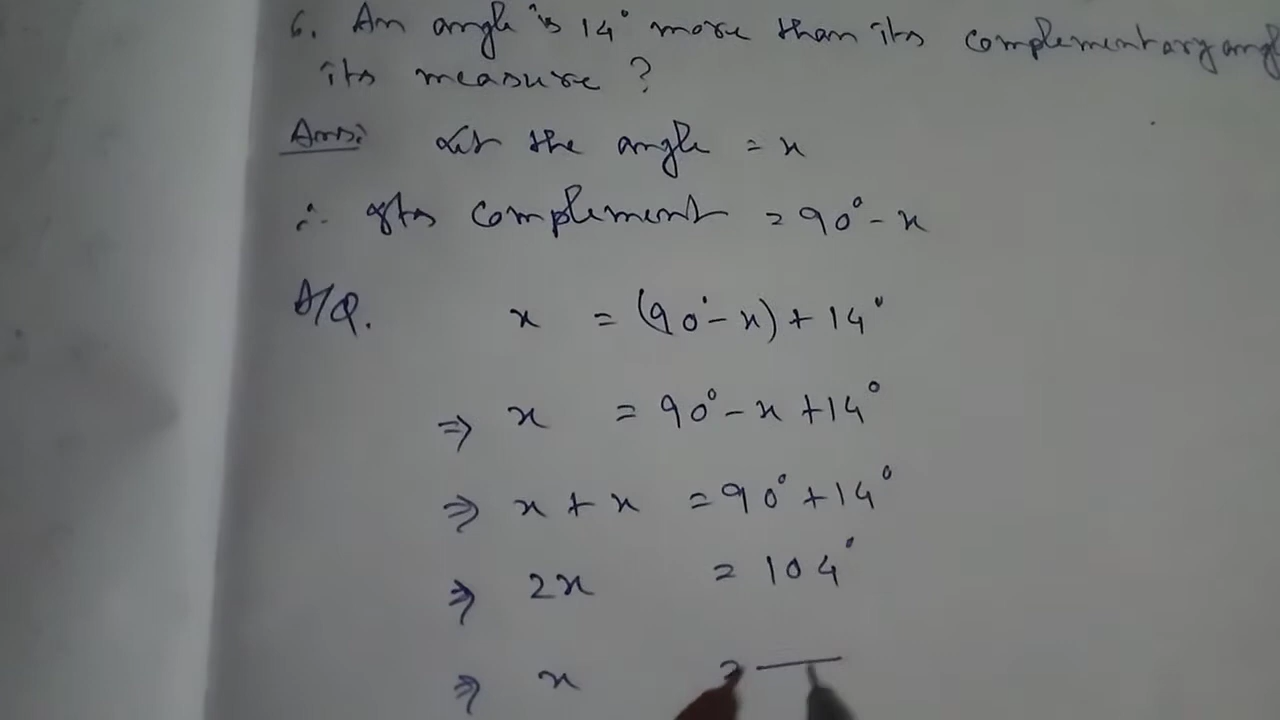 6. An angle is 14° more than its complementary ang
its measure ?
Ans: Let the angle = x
∴ Its complement = 90° - x
A/Q. x = (90° - x) + 14°
⇒ x = 90° - x + 14°
⇒ x + x = 90° + 14°
⇒ 2x = 104°
⇒ x =